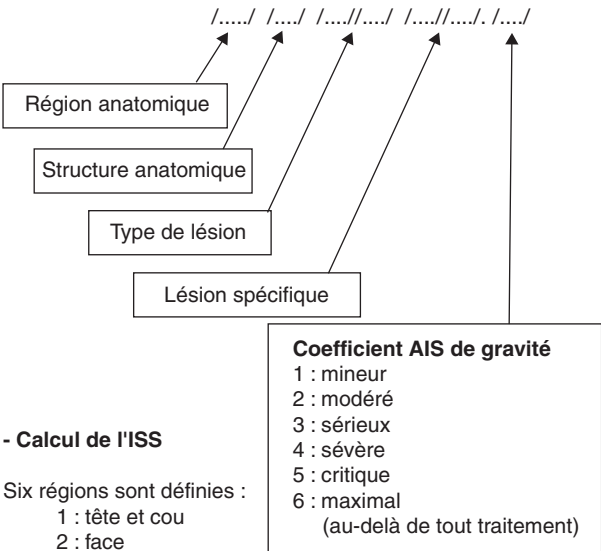 /...../ /..../ /....//..../ /....//..../. /..../
Région anatomique
Structure anatomique
Type de lésion
Lésion spécifique
Coefficient AIS de gravité
1 : mineur
2 : modéré
3 : sérieux
4 : sévère
5 : critique
6 : maximal
(au-delà de tout traitement)
- Calcul de l'ISS
Six régions sont définies :
1 : tête et cou
2 : face